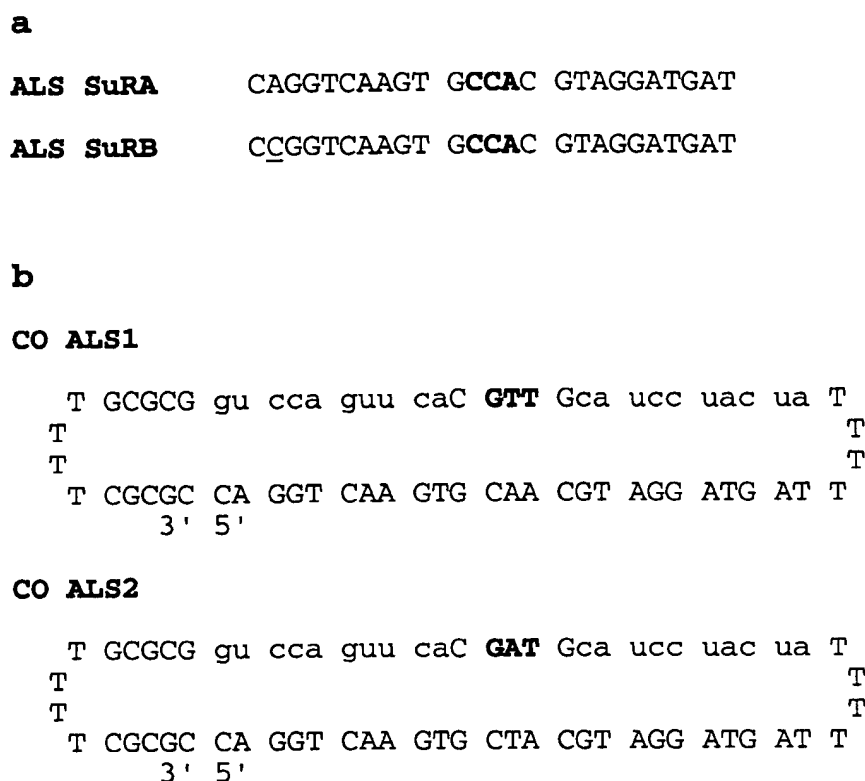 a
ALS SuRA CAGGTCAAGT GCCAC GTAGGATGAT
ALS SuRB CCGGTCAAGT GCCAC GTAGGATGAT
b
CO ALS1
T GCGCG gu cca guu caC GTT Gca ucc uac ua T
T T
T T
T CGCGC CA GGT CAA GTG CAA CGT AGG ATG AT T
3' 5'
CO ALS2
T GCGCG gu cca guu caC GAT Gca ucc uac ua T
T T
T T
T CGCGC CA GGT CAA GTG CTA CGT AGG ATG AT T
3' 5'